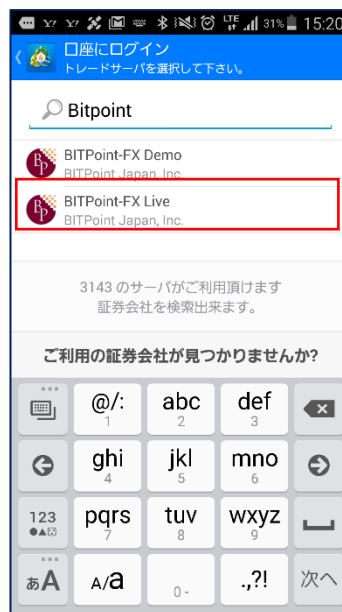 LTE 31% 15:20
口座にログイン
トレードサーバを選択して下さい。
Bitpoint
BITPoint-FX Demo
BITPoint Japan, Inc.
BITPoint-FX Live
BITPoint Japan, Inc.
3143 のサーバがご利用頂けます
証券会社を検索出来ます。
ご利用の証券会社が見つかりませんか?
@/: abc def
1 2 3
ghi jkl mno
4 5 6
123 pqrs tuv wxyz
7 8 9
あA A/a 0- .,?! 次へ